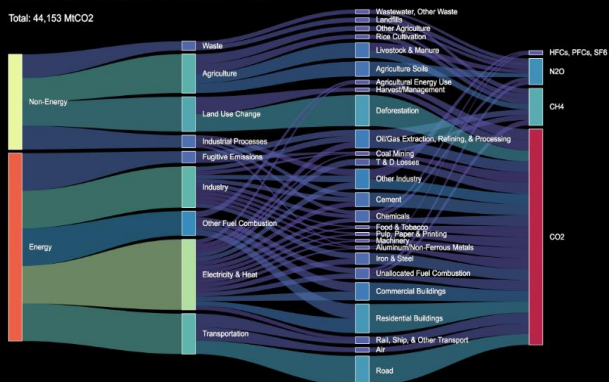 Total: 44,153 MtCO2
Non-Energy
Energy
Waste
Agriculture
Land Use Change
Industrial Processes
Fugitive Emissions
Industry
Other Fuel Combustion
Electricity & Heat
Transportation
Wastewater, Other Waste
Landfills
Other Agriculture
Rice Cultivation
Livestock & Manure
Agriculture Soils
Agricultural Energy Use
Harvest/Management
Deforestation
Oil/Gas Extraction, Refining, & Processing
Coal Mining
T & D Losses
Other Industry
Cement
Chemicals
Food & Tobacco
Pulp, Paper & Printing
Machinery
Aluminum/Non-Ferrous Metals
Iron & Steel
Unallocated Fuel Combustion
Commercial Buildings
Residential Buildings
Rail, Ship, & Other Transport
Air
Road
HFCs, PFCs, SF6
N2O
CH4
CO2